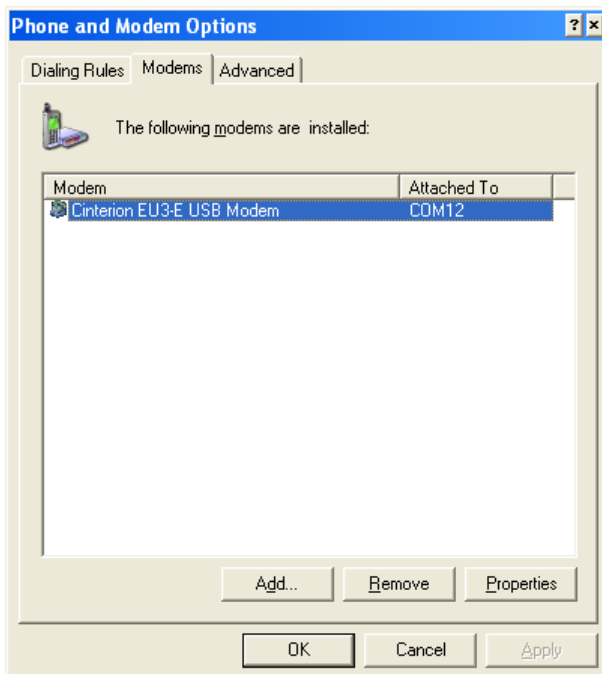 Phone and Modem Options
Dialing Rules Modems Advanced
The following modems are installed:
Modem Attached To
Cinterion EU3-E USB Modem COM12
Add... Remove Properties
OK Cancel Apply